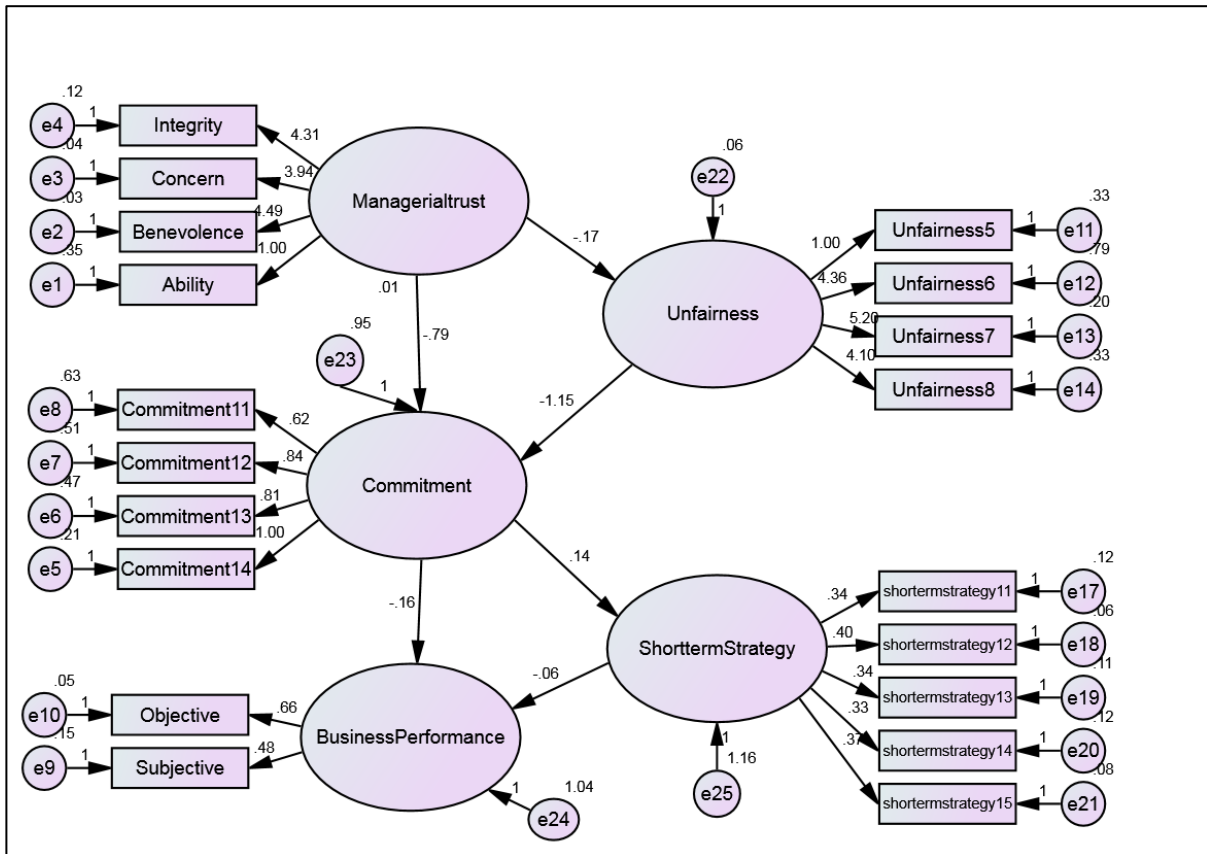 .12
e4
1
Integrity
4.31
.04
e3
1
Concern
3.94
.03
e2
1
Benevolence
4.49
.35
e1
1
Ability
1.00
Managerialtrust
.01
-.17
-.79
.06
e22
1
Unfairness
1.00
Unfairness5
1
e11
.33
4.36
Unfairness6
1
e12
.79
5.20
Unfairness7
1
e13
.20
4.10
Unfairness8
1
e14
.33
-1.15
.95
e23
1
.63
e8
1
Commitment11
.62
.51
e7
1
Commitment12
.84
.47
e6
1
Commitment13
.81
.21
e5
1
Commitment14
1.00
Commitment
.14
-.16
ShorttermStrategy
.34
shortermstrategy11
1
e17
.12
.40
shortermstrategy12
1
e18
.06
.34
shortermstrategy13
1
e19
.11
.33
shortermstrategy14
1
e20
.12
.37
shortermstrategy15
1
e21
.08
-.06
1
1.16
e25
.05
e10
1
Objective
.66
.15
e9
1
Subjective
.48
BusinessPerformance
1
1.04
e24